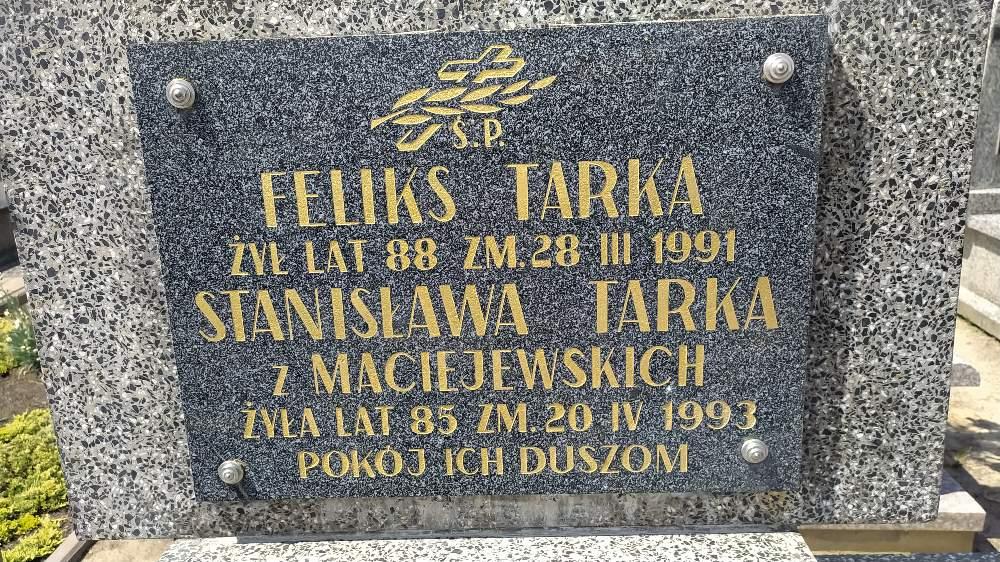 Ś.P.
FELIKS TARKA
ŻYŁ LAT 88 ZM. 28 III 1991
STANISŁAWA TARKA
z MACIEJEWSKICH
ŻYŁA LAT 85 ZM. 20 IV 1993
POKÓJ ICH DUSZOM